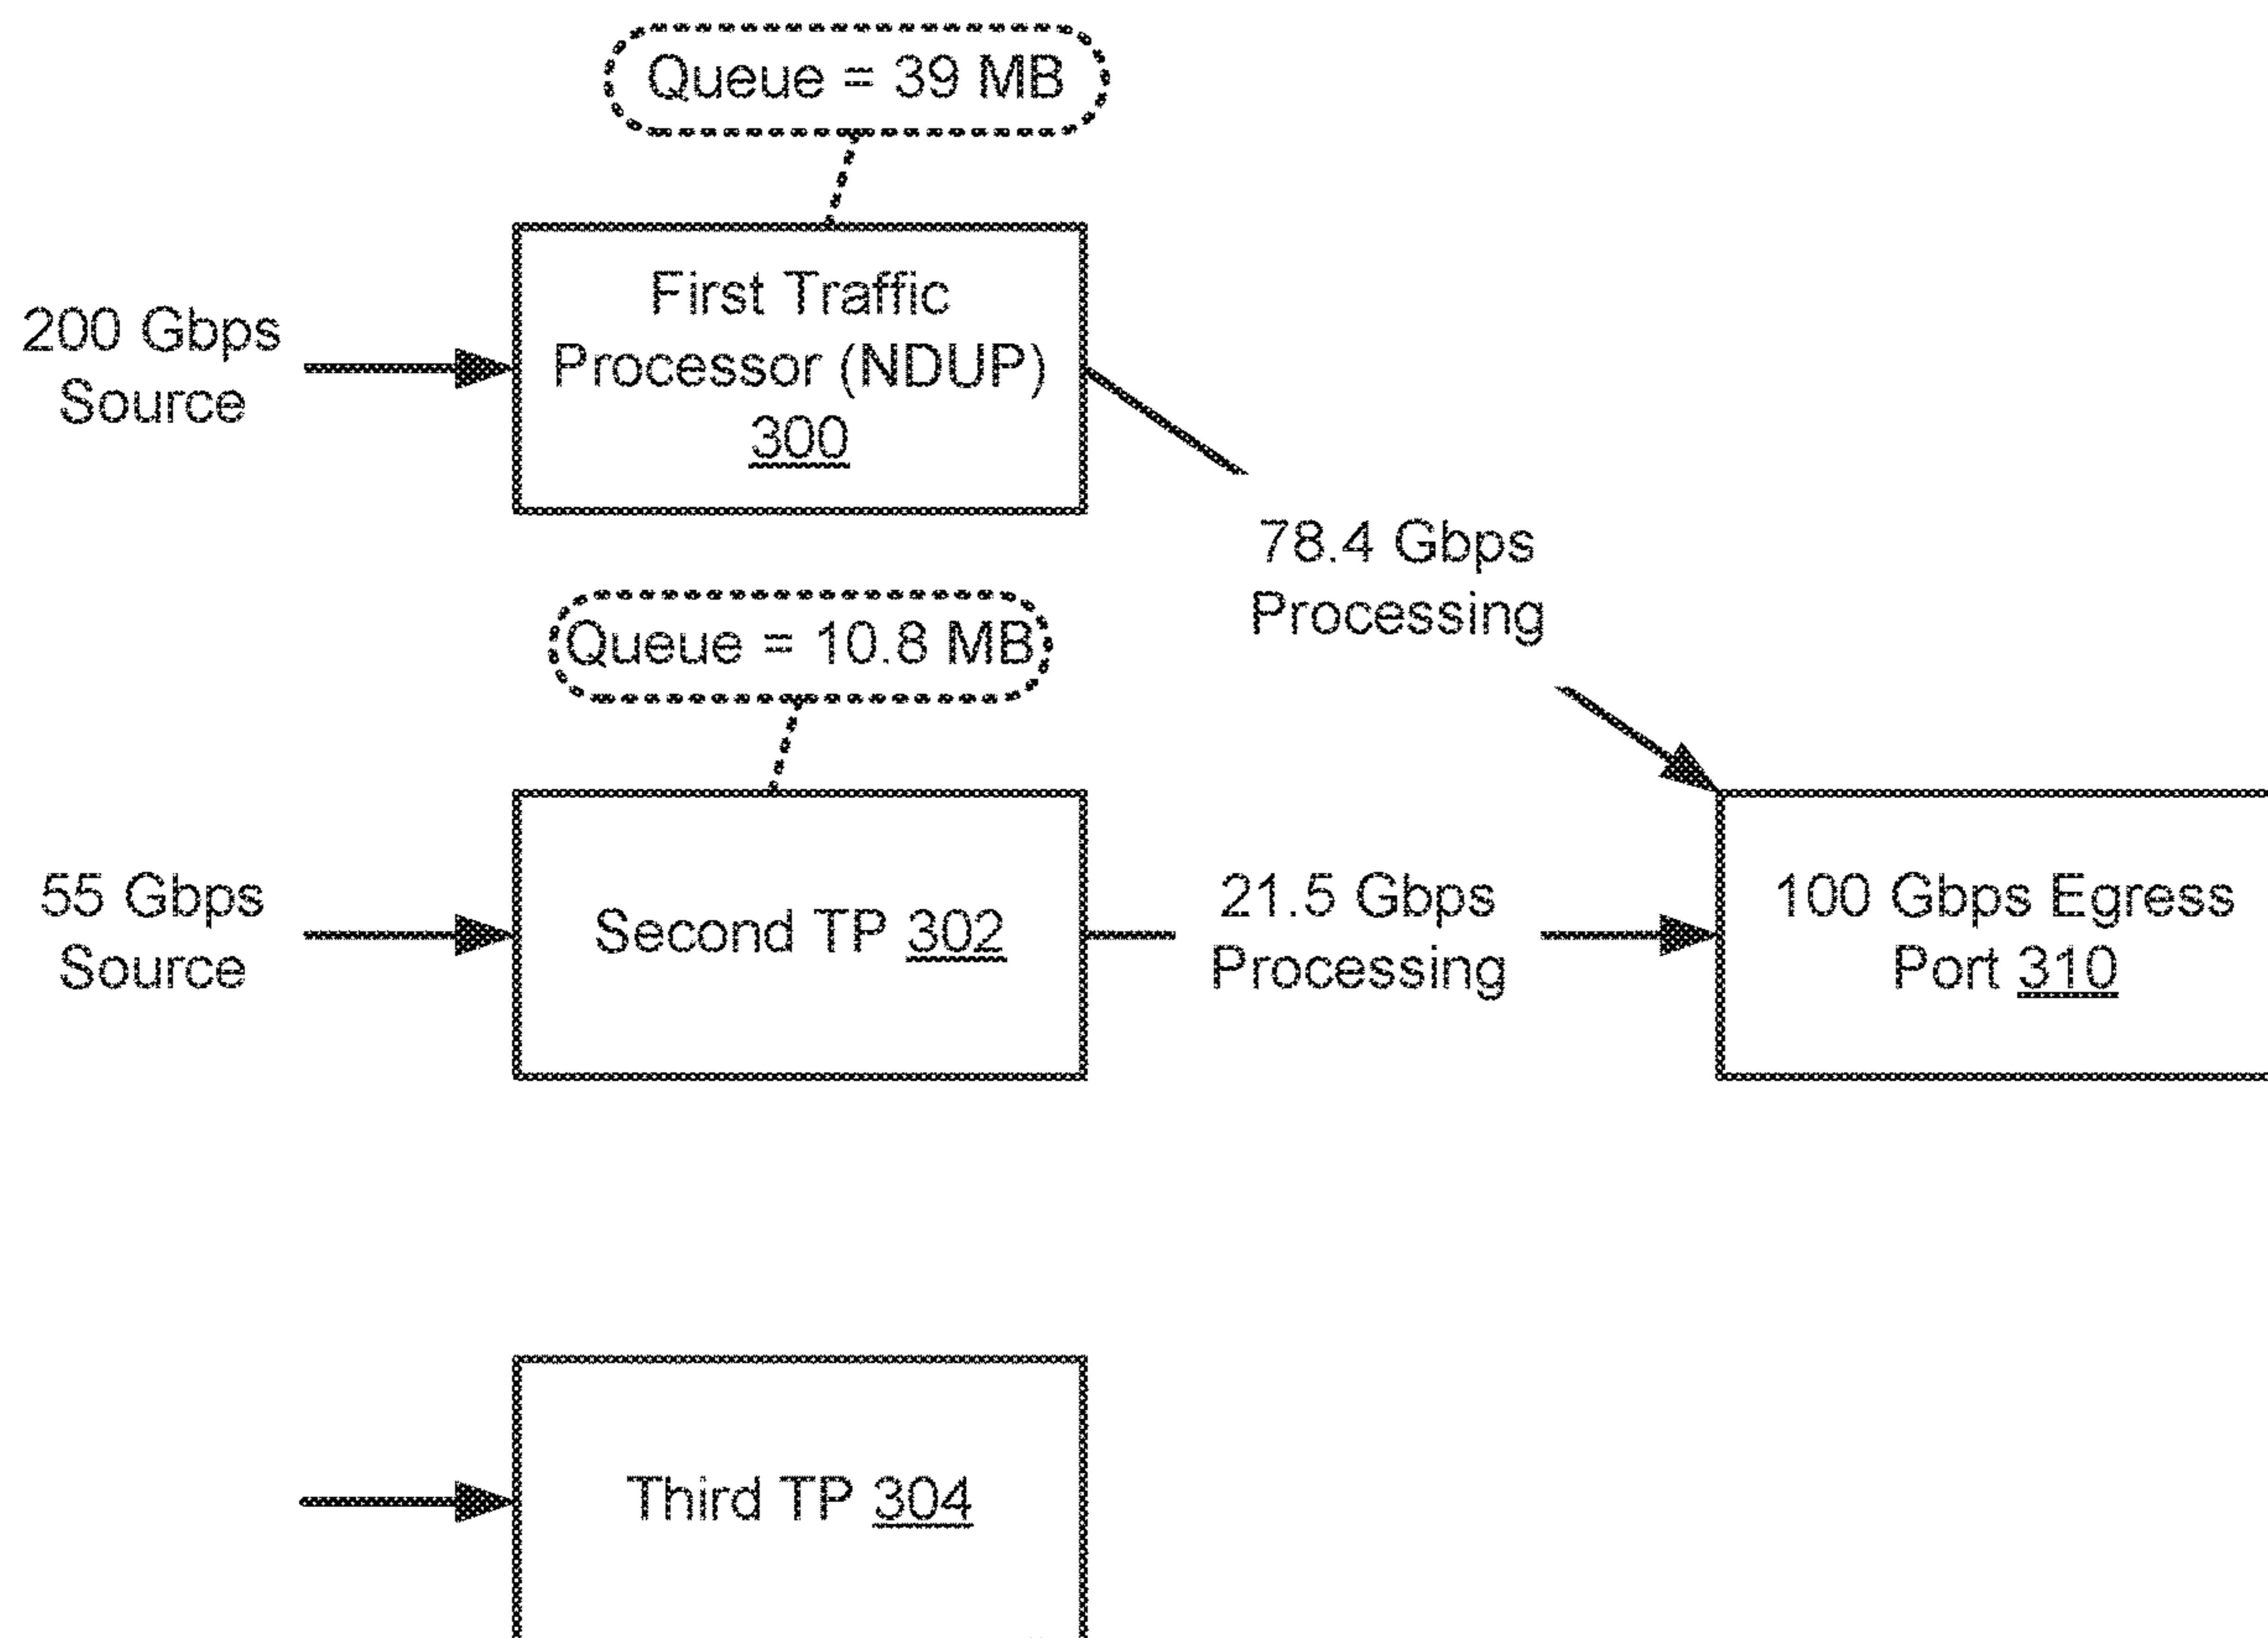 Queue = 39 MB
200 Gbps
Source
First Traffic
Processor (NDUP)
300
78.4 Gbps
Processing
Queue = 10.8 MB
55 Gbps
Source
Second TP 302
21.5 Gbps
Processing
100 Gbps Egress
Port 310
Third TP 304